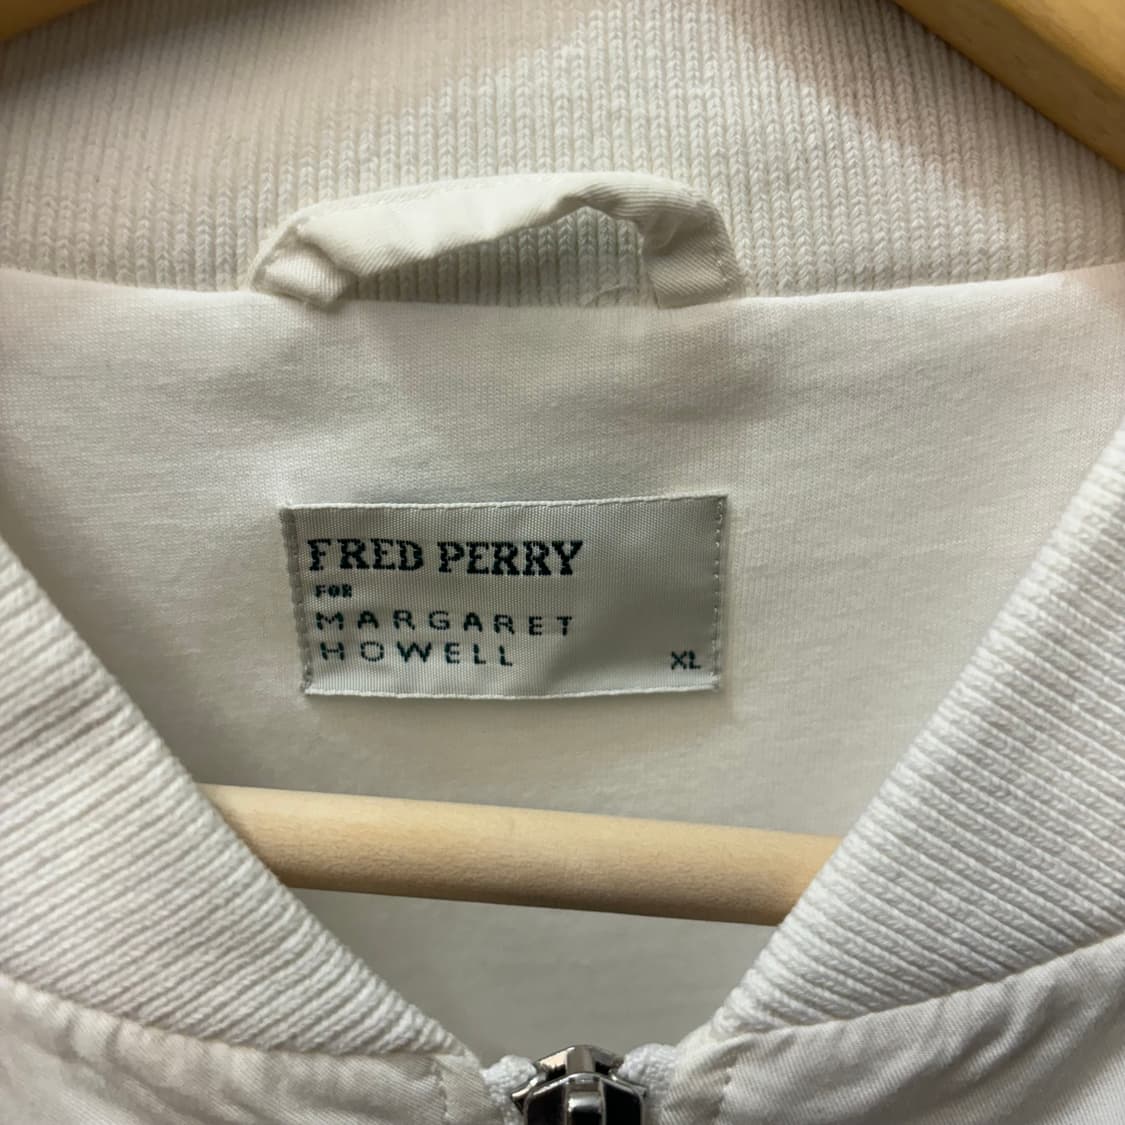 FRED PERRY
FOR
MARGARET
HOWELL
XL